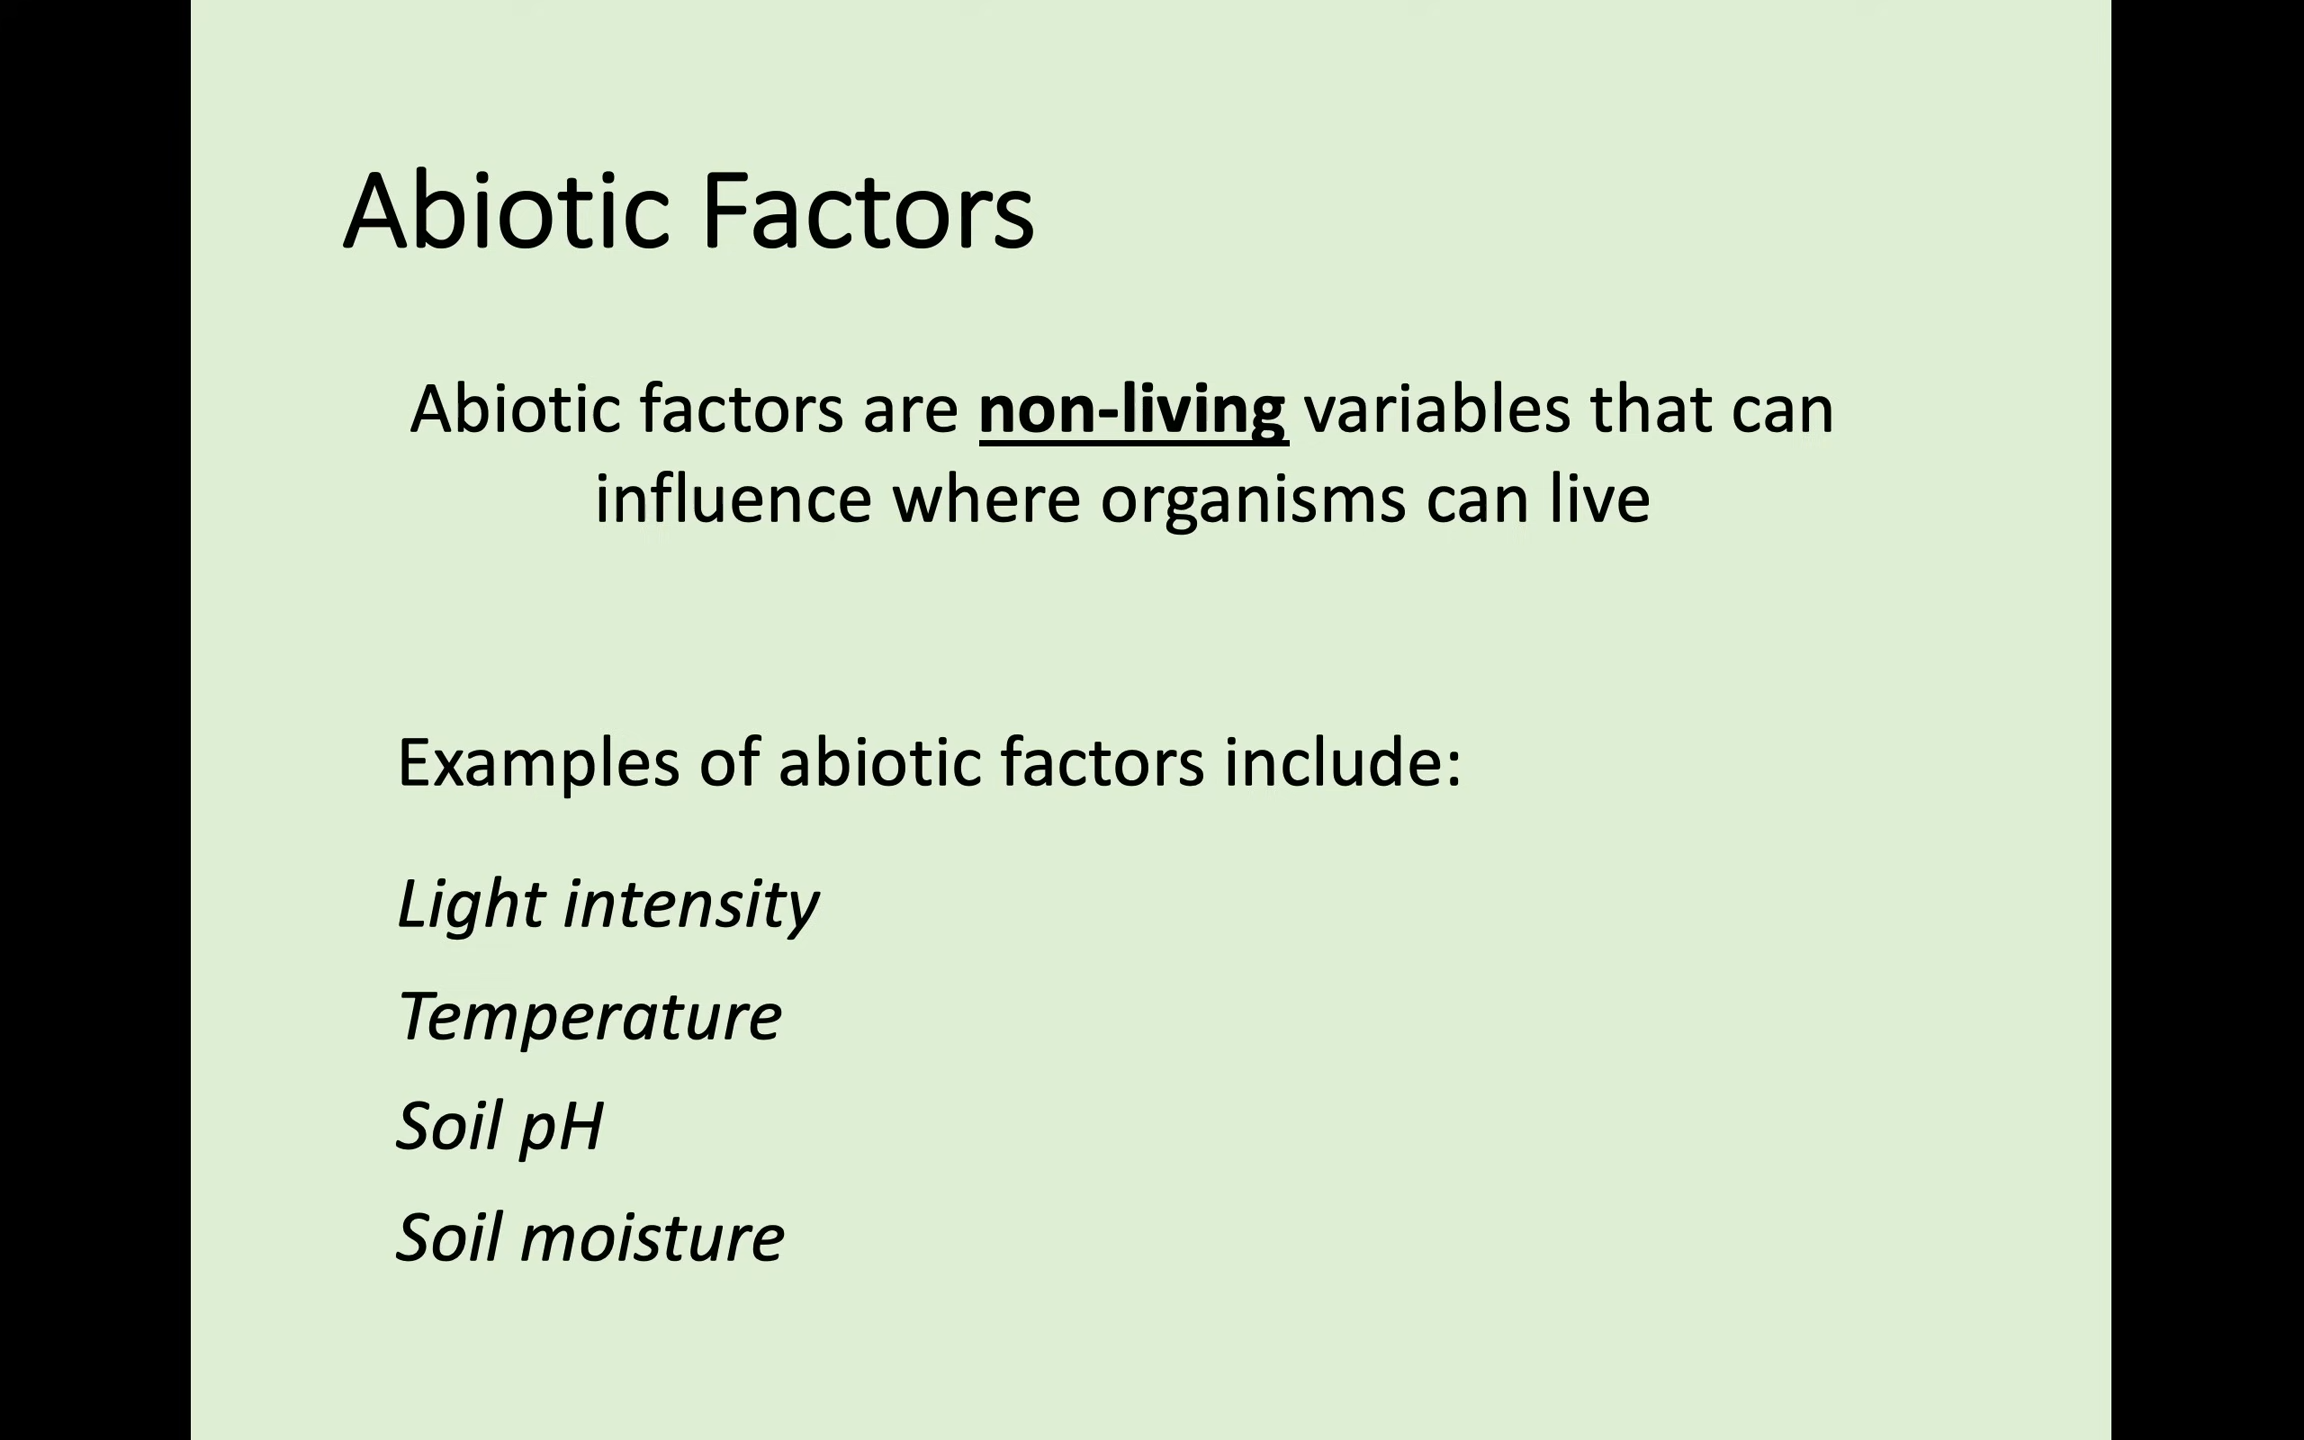 Abiotic Factors
Abiotic factors are non-living variables that can
influence where organisms can live
Examples of abiotic factors include:
Light intensity
Temperature
Soil pH
Soil moisture